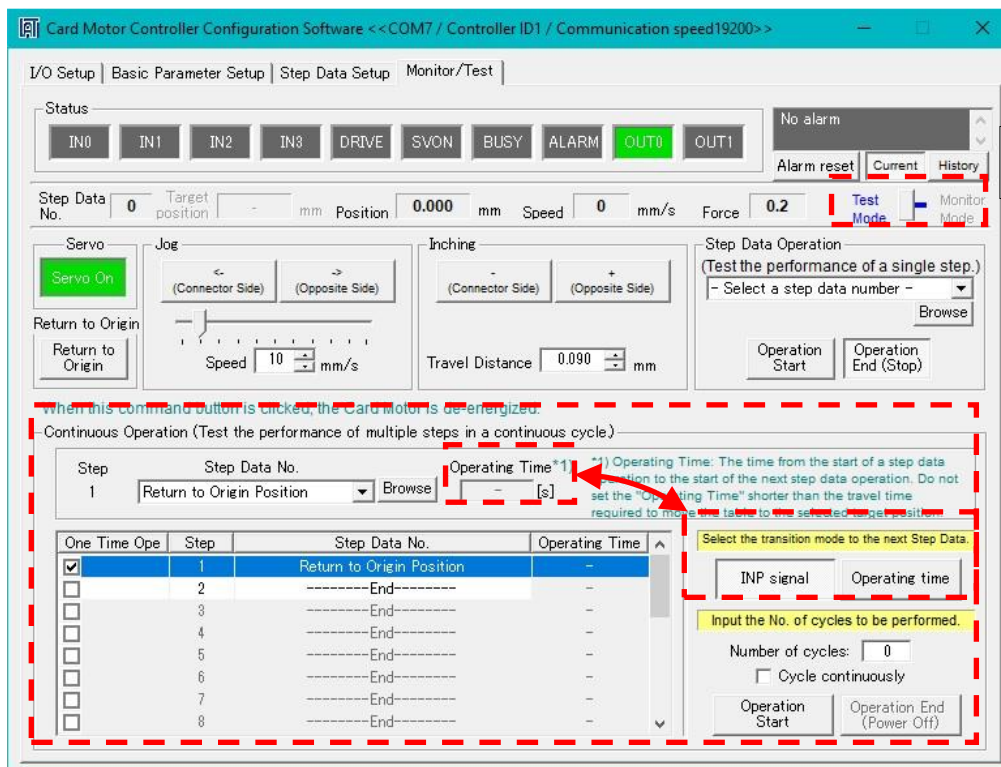 Card Motor Controller Configuration Software <<COM7 / Controller ID1 / Communication speed19200>>
I/O Setup Basic Parameter Setup Step Data Setup Monitor/Test
Status
IN0 IN1 IN2 IN3 DRIVE SVON BUSY ALARM OUT0 OUT1
No alarm
Alarm reset Current History
Step Data No. 0 Target position - mm Position 0.000 mm Speed 0 mm/s Force 0.2 Test Mode Monitor Mode
Servo
Servo On
Return to Origin
Return to Origin
Jog
<- (Connector Side)
-> (Opposite Side)
Speed 10 mm/s
Inching
- (Connector Side)
+ (Opposite Side)
Travel Distance 0.090 mm
Step Data Operation
(Test the performance of a single step.)
- Select a step data number -
Browse
Operation Start
Operation End (Stop)
When this command button is clicked, the Card Motor is de-energized.
Continuous Operation (Test the performance of multiple steps in a continuous cycle.)
Step Step Data No. Operating Time*1)
1 Return to Origin Position Browse - [s]
*1) Operating Time: The time from the start of a step data
operation to the start of the next step data operation. Do not
set the "Operating Time" shorter than the travel time
required to move the table to the selected target position.
One Time Ope Step Step Data No. Operating Time
1 Return to Origin Position -
2 --------End-------- -
3 --------End-------- -
4 --------End-------- -
5 --------End-------- -
6 --------End-------- -
7 --------End-------- -
8 --------End-------- -
Select the transition mode to the next Step Data.
INP signal Operating time
Input the No. of cycles to be performed.
Number of cycles: 0
Cycle continuously
Operation Start
Operation End (Power Off)